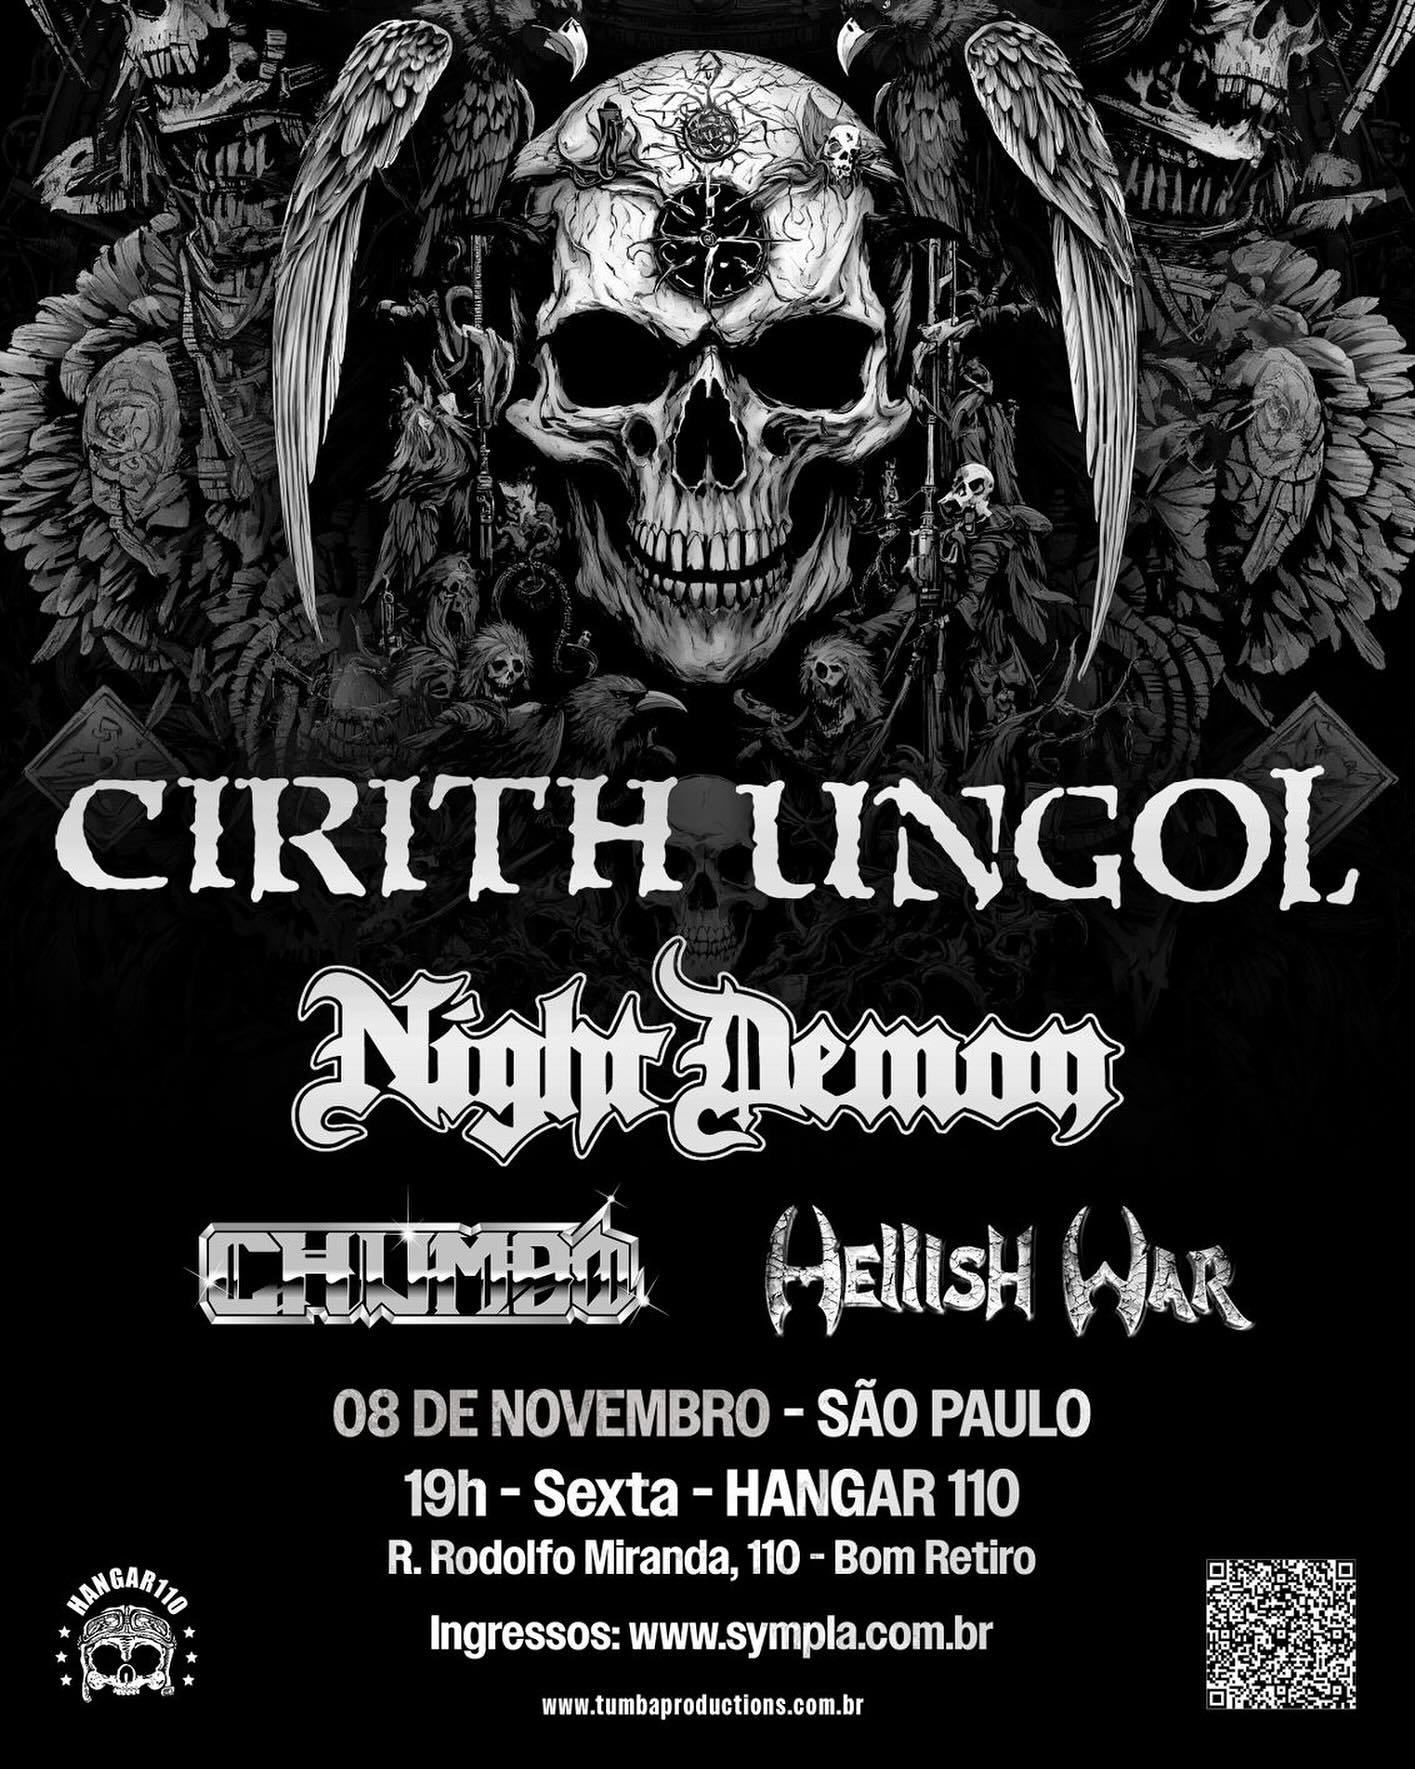 CIRITH UNGOL
Night Demon
CHUMBO
HELLISH WAR
08 DE NOVEMBRO - SÃO PAULO
19h - Sexta - HANGAR 110
R. Rodolfo Miranda, 110 - Bom Retiro
HANGAR110
Ingressos: www.sympla.com.br
www.tumbaproductions.com.br